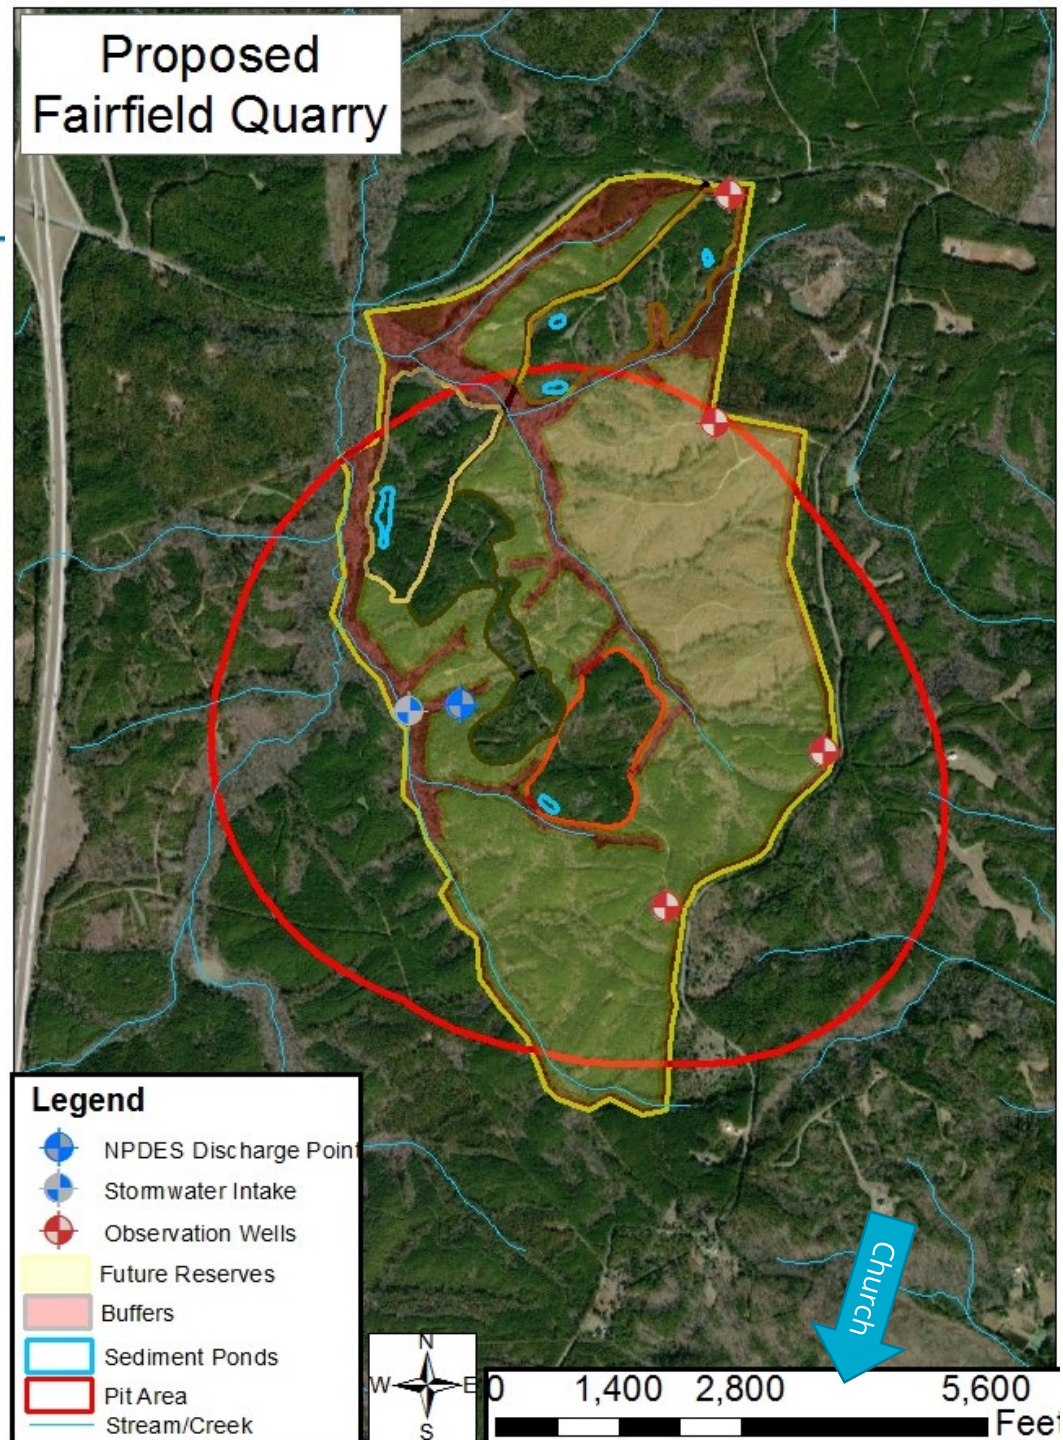 Proposed
Fairfield Quarry
Legend
NPDES Discharge Point
Stormwater Intake
Observation Wells
Future Reserves
Buffers
Sediment Ponds
Pit Area
Stream/Creek
N
W E
S
Church
0 1,400 2,800 5,600
Feet